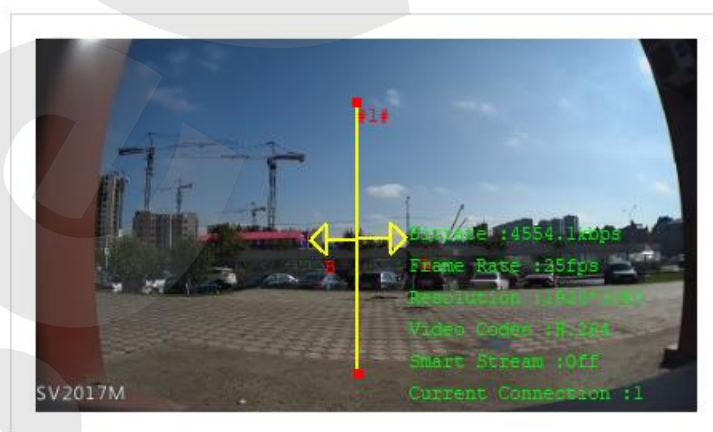 #1#
Bitrate :4554.1kbps
B
Frame Rate :25fps
Resolution
Video Codec :H.264
Smart Stream :Off
SV2017M
Current Connection :1